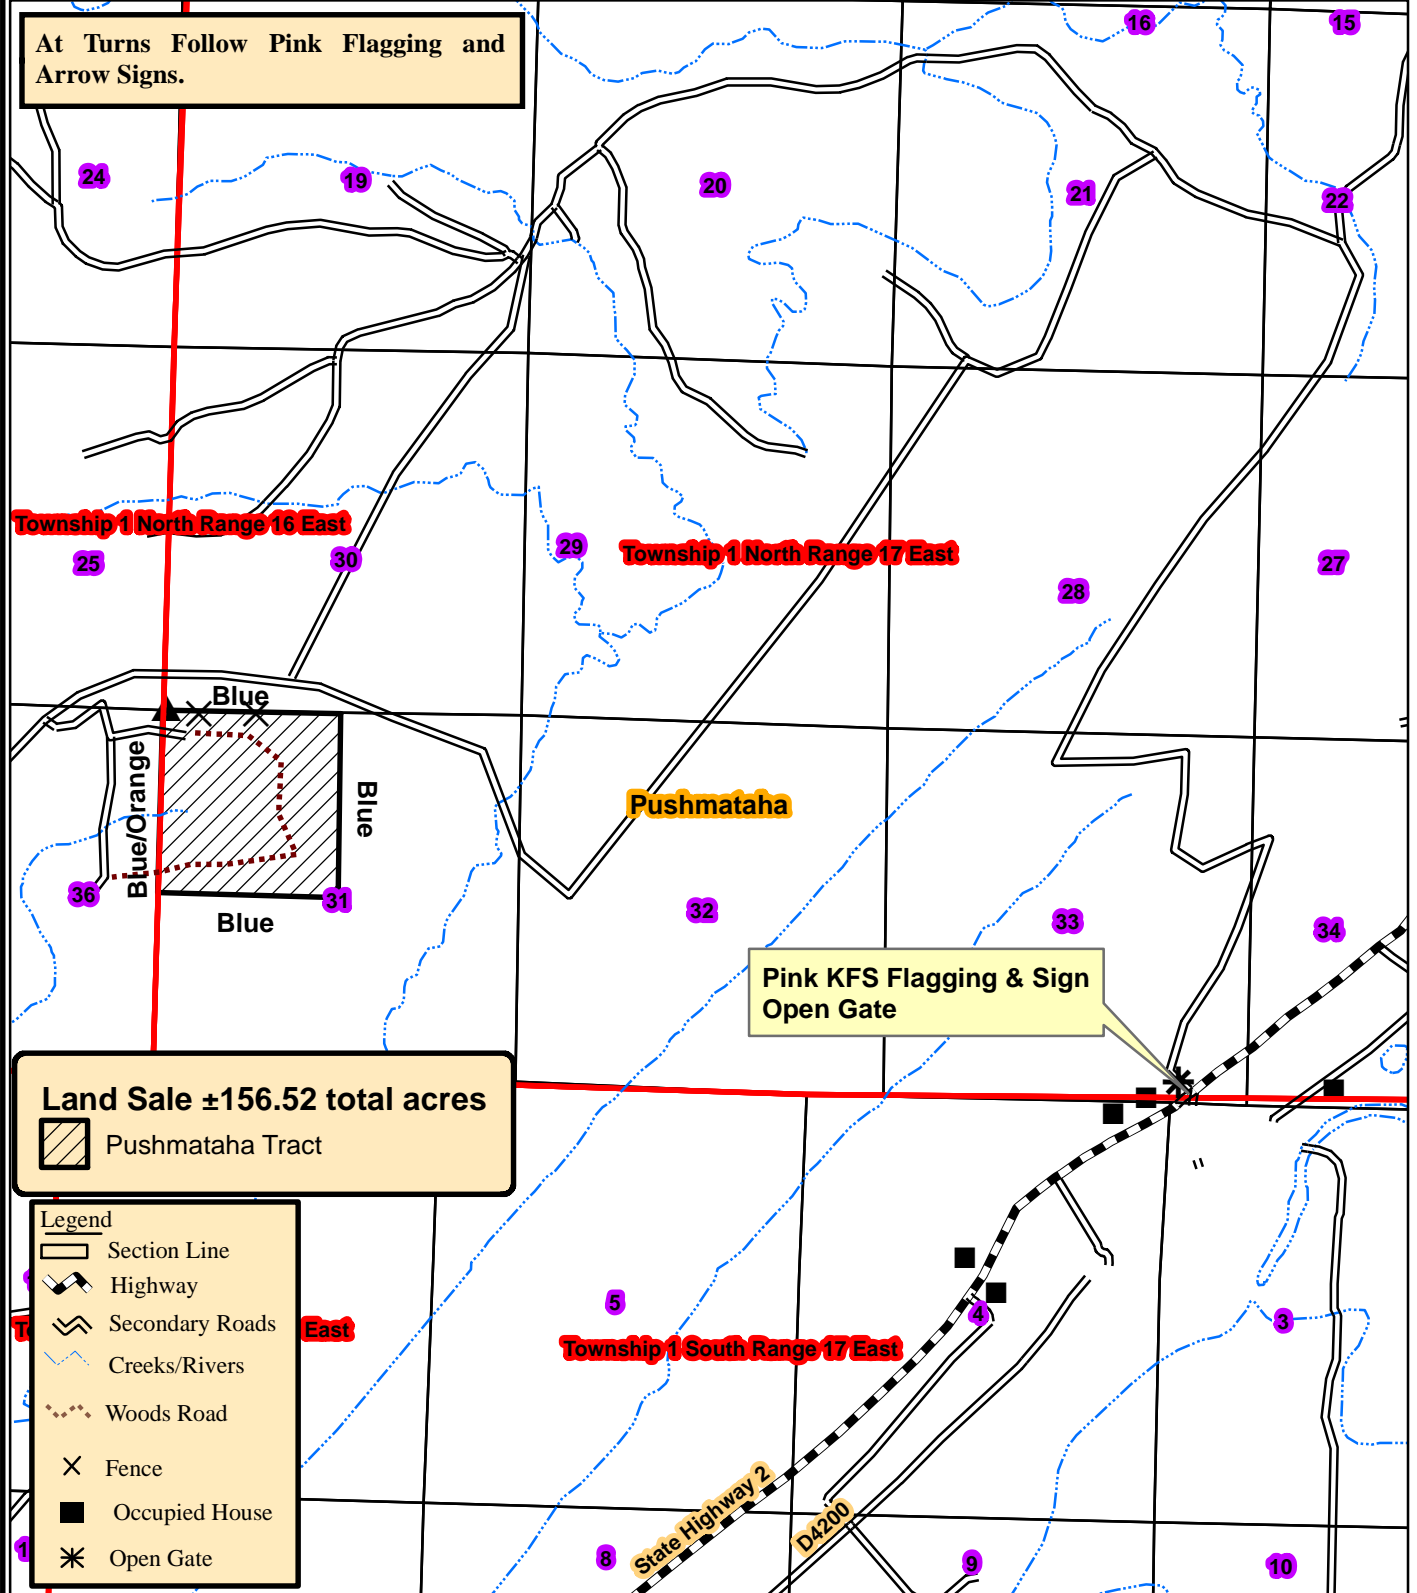 At Turns Follow Pink Flagging and
Arrow Signs.
16
15
24
19
20
21
22
Township 1 North Range 16 East
Township 1 North Range 17 East
25
30
29
28
27
Blue
Blue/Orange
Blue
Pushmataha
36
31
Blue
32
33
34
Pink KFS Flagging & Sign
Open Gate
Land Sale ±156.52 total acres
Pushmataha Tract
Legend
Section Line
Highway
Secondary Roads
Creeks/Rivers
Woods Road
Fence
Occupied House
Open Gate
East
5
4
3
Township 1 South Range 17 East
State Highway 2
D4200
8
9
10